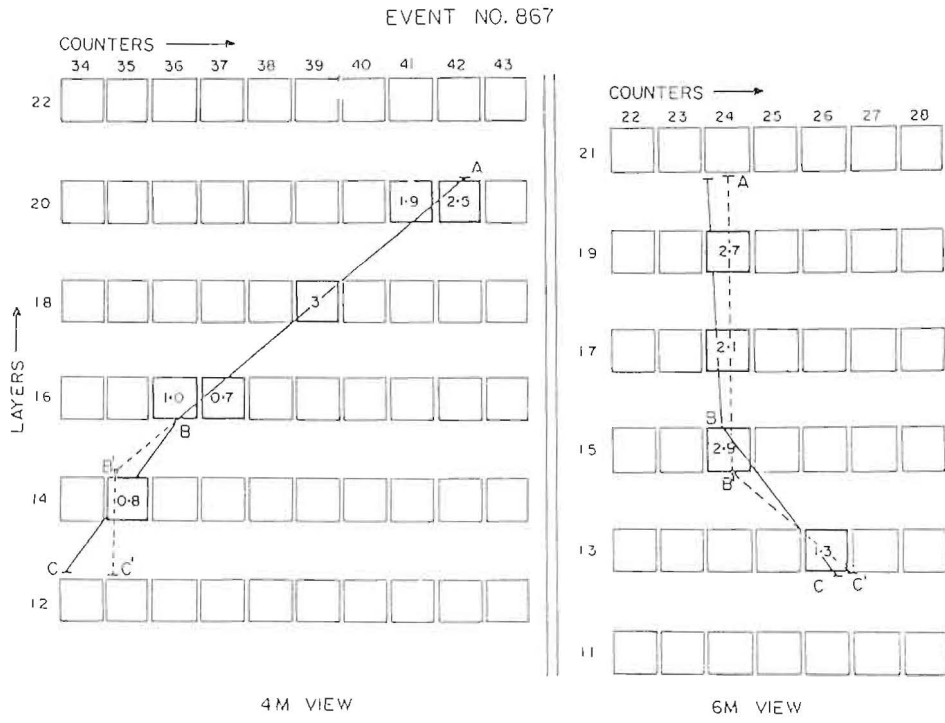 EVENT NO. 867
COUNTERS
34 35 36 37 38 39 40 41 42 43
22
A
20 1·9 2·5
18 3
LAYERS
16 1·0 0·7
B
B'
14 0·8
C C'
12
4M VIEW
COUNTERS
22 23 24 25 26 27 28
21
A
19 2·7
17 2·1
B
15 2·9
B'
13 1·3
C C'
11
6M VIEW